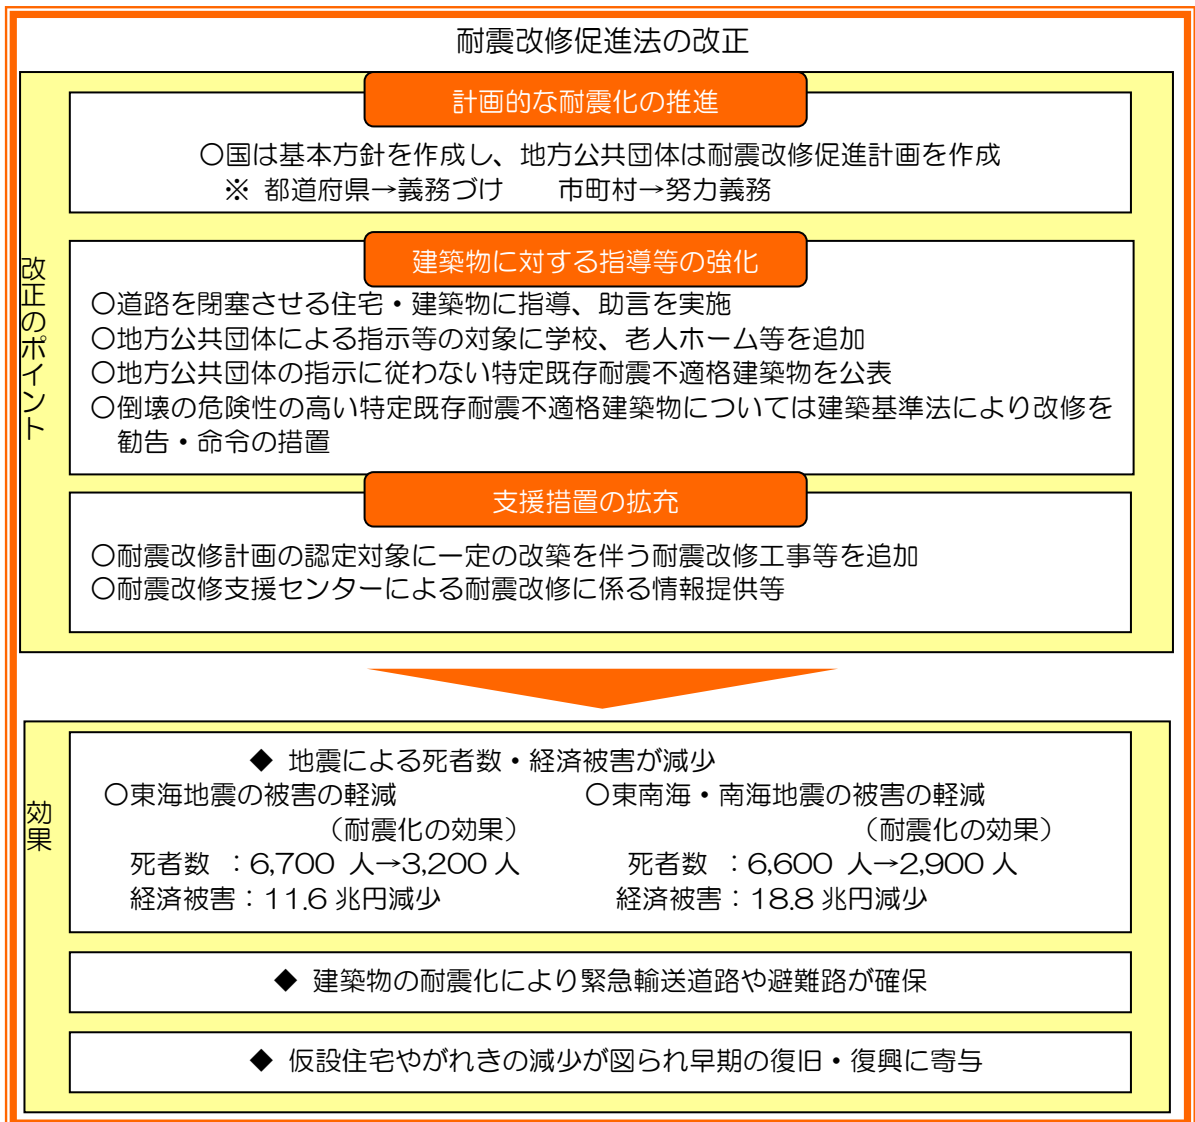 耐震改修促進法の改正
改正のポイント
計画的な耐震化の推進
〇国は基本方針を作成し、地方公共団体は耐震改修促進計画を作成
※ 都道府県→義務づけ　　市町村→努力義務
建築物に対する指導等の強化
〇道路を閉塞させる住宅・建築物に指導、助言を実施
〇地方公共団体による指示等の対象に学校、老人ホーム等を追加
〇地方公共団体の指示に従わない特定既存耐震不適格建築物を公表
〇倒壊の危険性の高い特定既存耐震不適格建築物については建築基準法により改修を
勧告・命令の措置
支援措置の拡充
〇耐震改修計画の認定対象に一定の改築を伴う耐震改修工事等を追加
〇耐震改修支援センターによる耐震改修に係る情報提供等
効果
◆ 地震による死者数・経済被害が減少
〇東海地震の被害の軽減　　　　　〇東南海・南海地震の被害の軽減
（耐震化の効果）　　　　　　　　（耐震化の効果）
死者数 ：6,700 人→3,200 人　　　死者数 ：6,600 人→2,900 人
経済被害：11.6 兆円減少　　　　　経済被害：18.8 兆円減少
◆ 建築物の耐震化により緊急輸送道路や避難路が確保
◆ 仮設住宅やがれきの減少が図られ早期の復旧・復興に寄与